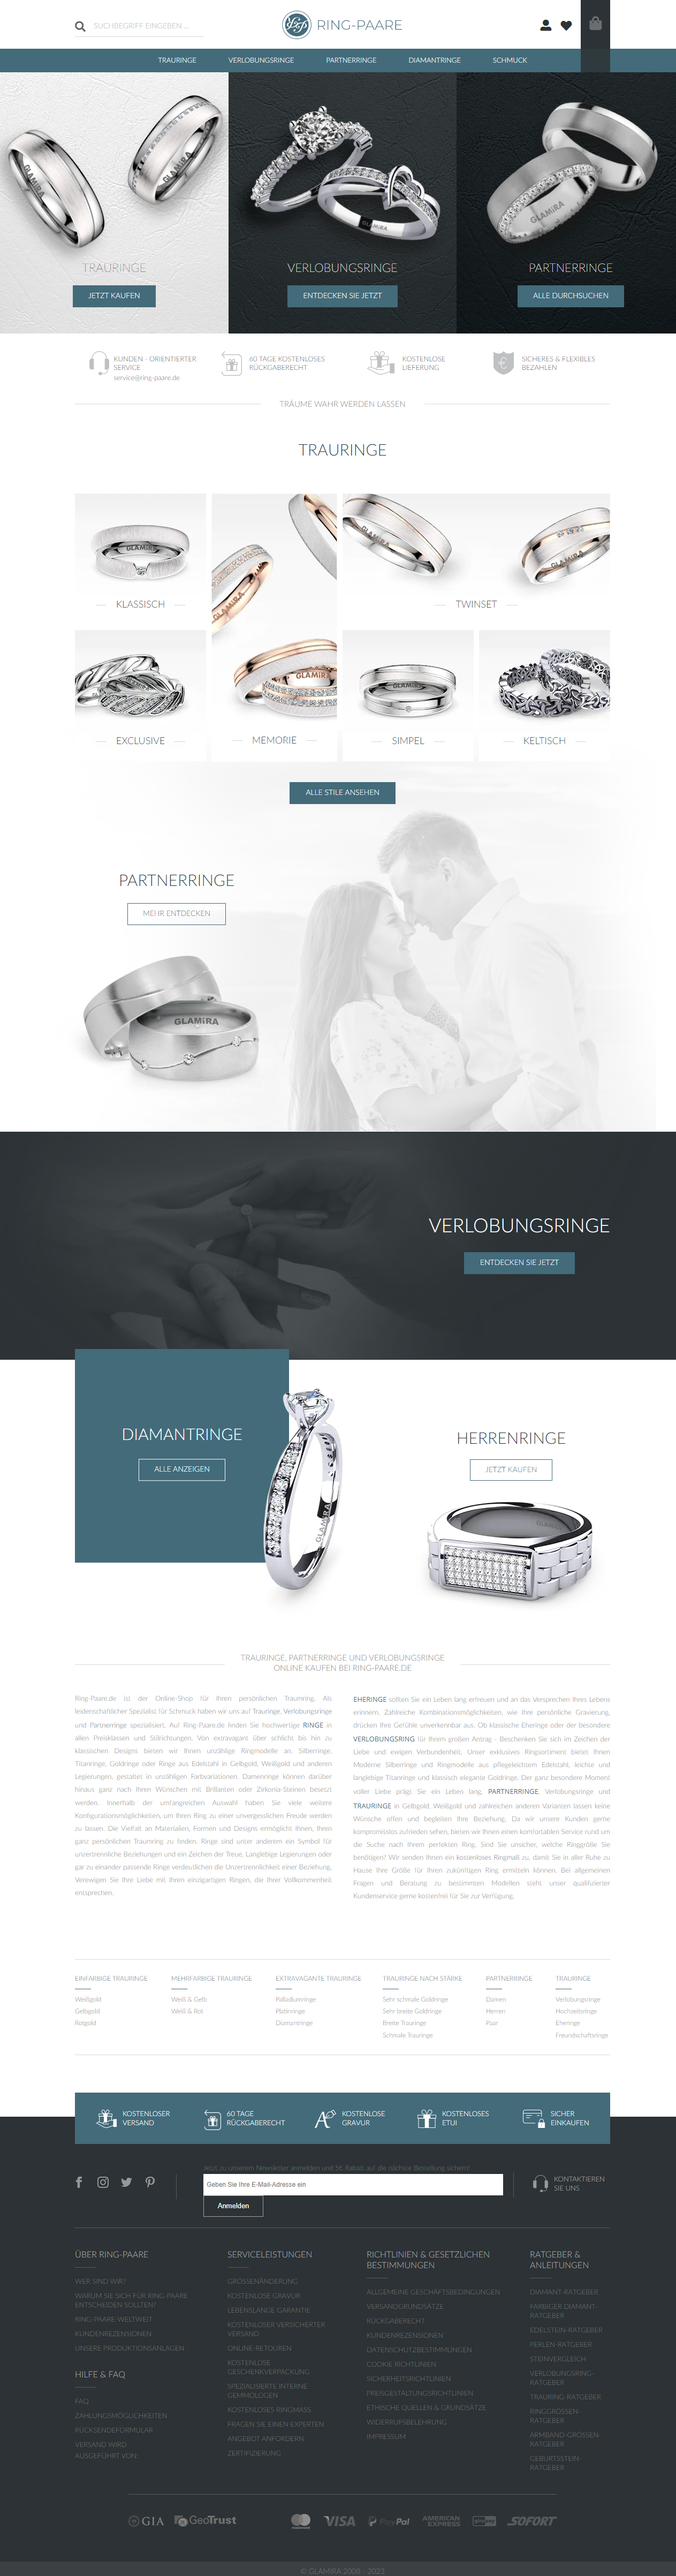 SUCHBEGRIFF EINGEBEN ...
RING-PAARE
TRAURINGE VERLOBUNGSRINGE PARTNERRINGE DIAMANTRINGE SCHMUCK
GLAMIRA
GLAMIRA
GLAMIRA
GLAMIRA
TRAURINGE
VERLOBUNGSRINGE
PARTNERRINGE
JETZT KAUFEN
ENTDECKEN SIE JETZT
ALLE DURCHSUCHEN
KUNDEN - ORIENTIERTER
SERVICE
service@ring-paare.de
60 TAGE KOSTENLOSES
RÜCKGABERECHT
KOSTENLOSE
LIEFERUNG
SICHERES & FLEXIBLES
BEZAHLEN
TRÄUME WAHR WERDEN LASSEN
TRAURINGE
KLASSISCH
TWINSET
EXCLUSIVE
MEMORIE
SIMPEL
KELTISCH
ALLE STILE ANSEHEN
PARTNERRINGE
MEHR ENTDECKEN
GLAMIRA
VERLOBUNGSRINGE
ENTDECKEN SIE JETZT
DIAMANTRINGE
ALLE ANZEIGEN
GLAMIRA
HERRENRINGE
JETZT KAUFEN
GLAMIRA
TRAURINGE, PARTNERRINGE UND VERLOBUNGSRINGE
ONLINE KAUFEN BEI RING-PAARE.DE
Ring-Paare.de ist der Online-Shop für Ihren persönlichen Traumring. Als
leidenschaftlicher Spezialist für Schmuck haben wir uns auf Trauringe, Verlobungsringe
und Partnerringe spezialisiert. Auf Ring-Paare.de finden Sie hochwertige RINGE in
allen Preisklassen und Stilrichtungen. Von extravagant über schlicht bis hin zu
klassischen Designs bieten wir Ihnen unzählige Ringmodelle an. Silberringe,
Titanringe, Goldringe oder Ringe aus Edelstahl in Gelbgold, Weißgold und anderen
Legierungen, gestaltet in unzähligen Farbvariationen. Damenringe können darüber
hinaus ganz nach Ihren Wünschen mit Brillanten oder Zirkonia-Steinen besetzt
werden. Innerhalb der umfangreichen Auswahl haben Sie viele weitere
Konfigurationsmöglichkeiten, um Ihren Ring zu einer unvergesslichen Freude werden
zu lassen. Die Vielfalt an Materialien, Formen und Designs ermöglicht Ihnen, Ihren
ganz persönlichen Traumring zu finden. Ringe sind unter anderem ein Symbol für
unzertrennliche Beziehungen und ein Zeichen der Treue. Langlebige Legierungen oder
gar zu einander passende Ringe verdeutlichen die Unzertrennlichkeit einer Beziehung.
Verewigen Sie Ihre Liebe mit Ihren einzigartigen Ringen, die Ihrer Vollkommenheit
entsprechen.
EHERINGE sollten Sie ein Leben lang erfreuen und an das Versprechen Ihres Lebens
erinnern. Zahlreiche Kombinationsmöglichkeiten, wie Ihre persönliche Gravierung,
drücken Ihre Gefühle unverkennbar aus. Ob klassische Eheringe oder der besondere
VERLOBUNGSRING für Ihrem großen Antrag - Beschenken Sie sich im Zeichen der
Liebe und ewigen Verbundenheit. Unser exklusives Ringsortiment bietet Ihnen
Moderne Silberringe und Ringmodelle aus pflegeleichtem Edelstahl, leichte und
langlebige Titanringe und klassisch elegante Goldringe. Der ganz besondere Moment
voller Liebe prägt Sie ein Leben lang. PARTNERRINGE, Verlobungsringe und
TRAURINGE in Gelbgold, Weißgold und zahlreichen anderen Varianten lassen keine
Wünsche offen und begleiten Ihre Beziehung. Da wir unsere Kunden gerne
kompromisslos zufrieden sehen, bieten wir Ihnen einen komfortablen Service rund um
die Suche nach Ihrem perfekten Ring. Sind Sie unsicher, welche Ringgröße Sie
benötigen? Wir senden Ihnen ein kostenloses Ringmaß zu, damit Sie in aller Ruhe zu
Hause Ihre Größe für Ihren zukünftigen Ring ermitteln können. Bei allgemeinen
Fragen und Beratung zu bestimmten Modellen steht unser qualifizierter
Kundenservice gerne kostenfrei für Sie zur Verfügung.
EINFARBIGE TRAURINGE
Weißgold
Gelbgold
Rotgold
MEHRFARBIGE TRAURINGE
Weiß & Gelb
Weiß & Rot
EXTRAVAGANTE TRAURINGE
Palladiumringe
Platinringe
Diamantringe
TRAURINGE NACH STÄRKE
Sehr schmale Goldringe
Sehr breite Goldringe
Breite Trauringe
Schmale Trauringe
PARTNERRINGE
Damen
Herren
Paar
TRAURINGE
Verlobungsringe
Hochzeitsringe
Eheringe
Freundschaftsringe
KOSTENLOSER
VERSAND
60 TAGE
RÜCKGABERECHT
KOSTENLOSE
GRAVUR
KOSTENLOSES
ETUI
SICHER
EINKAUFEN
Jetzt zu unserem Newsletter anmelden und 5€ Rabatt auf die nächste Bestellung sichern!
Geben Sie Ihre E-Mail-Adresse ein
Anmelden
KONTAKTIEREN
SIE UNS
ÜBER RING-PAARE
WER SIND WIR?
WARUM SIE SICH FÜR RING-PAARE
ENTSCHEIDEN SOLLTEN?
RING-PAARE WELTWEIT
KUNDENREZENSIONEN
UNSERE PRODUKTIONSANLAGEN
HILFE & FAQ
FAQ
ZAHLUNGSMÖGLICHKEITEN
RÜCKSENDEFORMULAR
VERSAND WIRD
AUSGEFÜHRT VON:
SERVICELEISTUNGEN
GRÖSSENÄNDERUNG
KOSTENLOSE GRAVUR
LEBENSLANGE GARANTIE
KOSTENLOSER VERSICHERTER
VERSAND
ONLINE-RETOUREN
KOSTENLOSE
GESCHENKVERPACKUNG
SPEZIALISIERTE INTERNE
GEMMOLOGEN
KOSTENLOSES RINGMASS
FRAGEN SIE EINEN EXPERTEN
ANGEBOT ANFORDERN
ZERTIFIZIERUNG
RICHTLINIEN & GESETZLICHEN
BESTIMMUNGEN
ALLGEMEINE GESCHÄFTSBEDINGUNGEN
VERSANDGRUNDSÄTZE
RÜCKGABERECHT
KUNDENREZENSIONEN
DATENSCHUTZBESTIMMUNGEN
COOKIE RICHTLINIEN
SICHERHEITSRICHTLINIEN
PREISGESTALTUNGSRICHTLINIEN
ETHISCHE QUELLEN & GRUNDSÄTZE
WIDERRUFSBELEHRUNG
IMPRESSUM
RATGEBER &
ANLEITUNGEN
DIAMANT-RATGEBER
FARBIGER DIAMANT-
RATGEBER
EDELSTEIN-RATGEBER
PERLEN-RATGEBER
STEINVERGLEICH
VERLOBUNGSRING-
RATGEBER
TRAURING-RATGEBER
RINGGRÖSSEN-
RATGEBER
ARMBAND-GRÖSSEN-
RATGEBER
GEBURTSSTEIN-
RATGEBER
GIA GeoTrust VISA PayPal AMERICAN EXPRESS SOFORT
© GLAMIRA 2008 - 2023